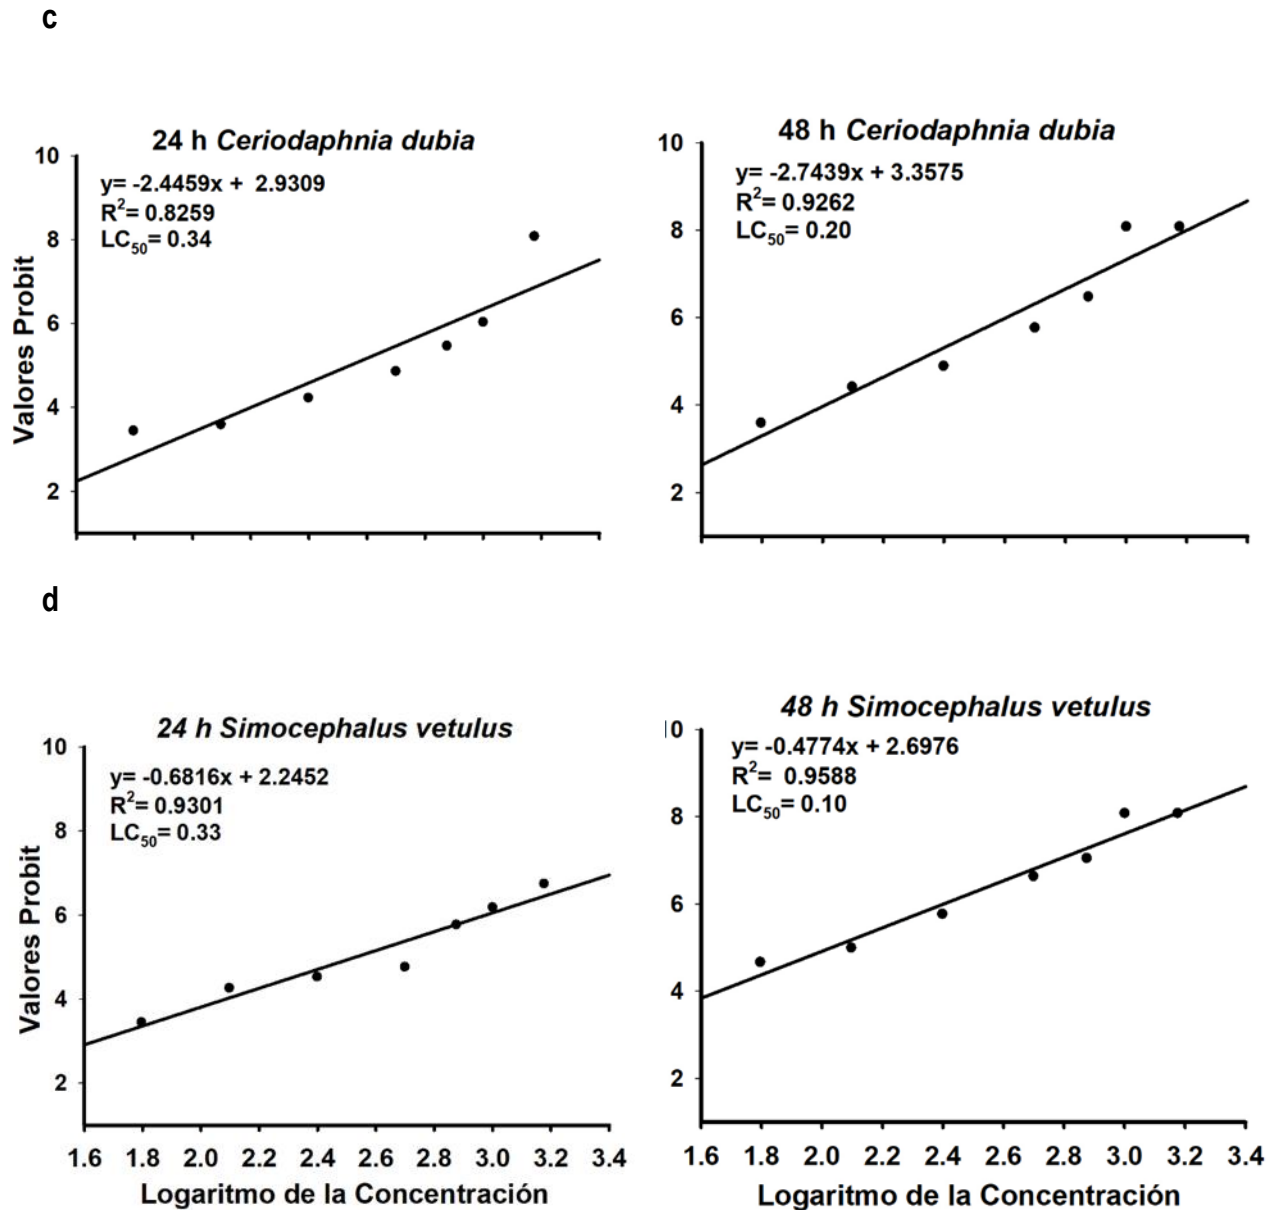 c
24 h Ceriodaphnia dubia
y= -2.4459x + 2.9309
R²= 0.8259
LC₅₀= 0.34
Valores Probit
10
8
6
4
2
48 h Ceriodaphnia dubia
y= -2.7439x + 3.3575
R²= 0.9262
LC₅₀= 0.20
10
8
6
4
2
d
24 h Simocephalus vetulus
y= -0.6816x + 2.2452
R²= 0.9301
LC₅₀= 0.33
Valores Probit
10
8
6
4
2
1.6 1.8 2.0 2.2 2.4 2.6 2.8 3.0 3.2 3.4
Logaritmo de la Concentración
48 h Simocephalus vetulus
y= -0.4774x + 2.6976
R²= 0.9588
LC₅₀= 0.10
10
8
6
4
2
1.6 1.8 2.0 2.2 2.4 2.6 2.8 3.0 3.2 3.4
Logaritmo de la Concentración